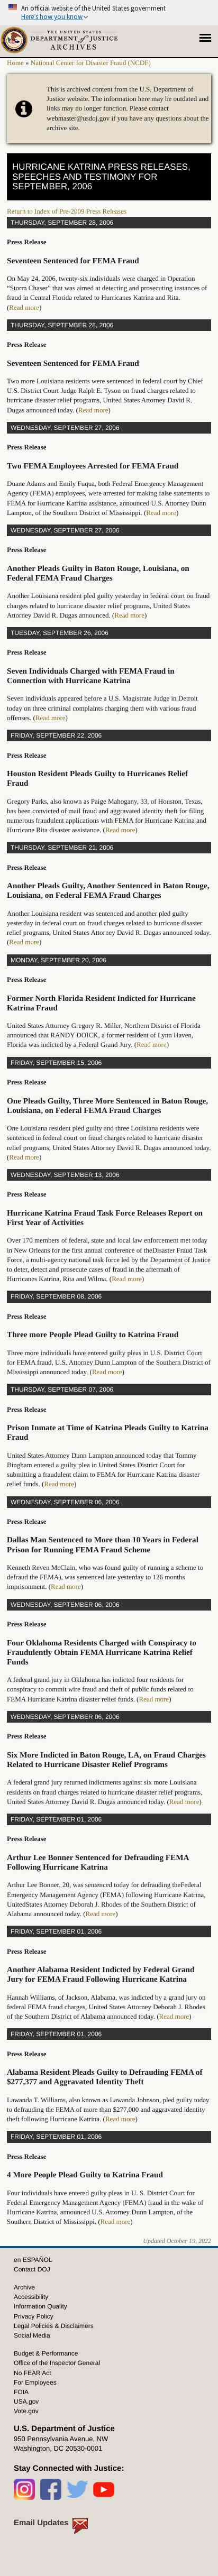 An official website of the United States government
Here's how you know
THE UNITED STATES
DEPARTMENT of JUSTICE
ARCHIVES
Home » National Center for Disaster Fraud (NCDF)
This is archived content from the U.S. Department of
Justice website. The information here may be outdated and
links may no longer function. Please contact
webmaster@usdoj.gov if you have any questions about the
archive site.
HURRICANE KATRINA PRESS RELEASES,
SPEECHES AND TESTIMONY FOR
SEPTEMBER, 2006
Return to Index of Pre-2009 Press Releases
THURSDAY, SEPTEMBER 28, 2006
Press Release
Seventeen Sentenced for FEMA Fraud
On May 24, 2006, twenty-six individuals were charged in Operation
“Storm Chaser” that was aimed at detecting and prosecuting instances of
fraud in Central Florida related to Hurricanes Katrina and Rita.
(Read more)
THURSDAY, SEPTEMBER 28, 2006
Press Release
Seventeen Sentenced for FEMA Fraud
Two more Louisiana residents were sentenced in federal court by Chief
U.S. District Court Judge Ralph E. Tyson on fraud charges related to
hurricane disaster relief programs, United States Attorney David R.
Dugas announced today. (Read more)
WEDNESDAY, SEPTEMBER 27, 2006
Press Release
Two FEMA Employees Arrested for FEMA Fraud
Duane Adams and Emily Fuqua, both Federal Emergency Management
Agency (FEMA) employees, were arrested for making false statements to
FEMA for Hurricane Katrina assistance, announced U.S. Attorney Dunn
Lampton, of the Southern District of Mississippi. (Read more)
WEDNESDAY, SEPTEMBER 27, 2006
Press Release
Another Pleads Guilty in Baton Rouge, Louisiana, on
Federal FEMA Fraud Charges
Another Louisiana resident pled guilty yesterday in federal court on fraud
charges related to hurricane disaster relief programs, United States
Attorney David R. Dugas announced. (Read more)
TUESDAY, SEPTEMBER 26, 2006
Press Release
Seven Individuals Charged with FEMA Fraud in
Connection with Hurricane Katrina
Seven individuals appeared before a U.S. Magistrate Judge in Detroit
today on three criminal complaints charging them with various fraud
offenses. (Read more)
FRIDAY, SEPTEMBER 22, 2006
Press Release
Houston Resident Pleads Guilty to Hurricanes Relief
Fraud
Gregory Parks, also known as Paige Mahogany, 33, of Houston, Texas,
has been convicted of mail fraud and aggravated identity theft for filing
numerous fraudulent applications with FEMA for Hurricane Katrina and
Hurricane Rita disaster assistance. (Read more)
THURSDAY, SEPTEMBER 21, 2006
Press Release
Another Pleads Guilty, Another Sentenced in Baton Rouge,
Louisiana, on Federal FEMA Fraud Charges
Another Louisiana resident was sentenced and another pled guilty
yesterday in federal court on fraud charges related to hurricane disaster
relief programs, United States Attorney David R. Dugas announced today.
(Read more)
MONDAY, SEPTEMBER 20, 2006
Press Release
Former North Florida Resident Indicted for Hurricane
Katrina Fraud
United States Attorney Gregory R. Miller, Northern District of Florida
announced that RANDY DOICK, a former resident of Lynn Haven,
Florida was indicted by a Federal Grand Jury. (Read more)
FRIDAY, SEPTEMBER 15, 2006
Press Release
One Pleads Guilty, Three More Sentenced in Baton Rouge,
Louisiana, on Federal FEMA Fraud Charges
One Louisiana resident pled guilty and three Louisiana residents were
sentenced in federal court on fraud charges related to hurricane disaster
relief programs, United States Attorney David R. Dugas announced today.
(Read more)
WEDNESDAY, SEPTEMBER 13, 2006
Press Release
Hurricane Katrina Fraud Task Force Releases Report on
First Year of Activities
Over 170 members of federal, state and local law enforcement met today
in New Orleans for the first annual conference of theDisaster Fraud Task
Force, a multi-agency national task force led by the Department of Justice
to deter, detect and prosecute cases of fraud in the aftermath of
Hurricanes Katrina, Rita and Wilma. (Read more)
FRIDAY, SEPTEMBER 08, 2006
Press Release
Three more People Plead Guilty to Katrina Fraud
Three more individuals have entered guilty pleas in U.S. District Court
for FEMA fraud, U.S. Attorney Dunn Lampton of the Southern District of
Mississippi announced today. (Read more)
THURSDAY, SEPTEMBER 07, 2006
Press Release
Prison Inmate at Time of Katrina Pleads Guilty to Katrina
Fraud
United States Attorney Dunn Lampton announced today that Tommy
Bingham entered a guilty plea in United States District Court for
submitting a fraudulent claim to FEMA for Hurricane Katrina disaster
relief funds. (Read more)
WEDNESDAY, SEPTEMBER 06, 2006
Press Release
Dallas Man Sentenced to More than 10 Years in Federal
Prison for Running FEMA Fraud Scheme
Kenneth Reven McClain, who was found guilty of running a scheme to
defraud the FEMA), was sentenced late yesterday to 126 months
imprisonment. (Read more)
WEDNESDAY, SEPTEMBER 06, 2006
Press Release
Four Oklahoma Residents Charged with Conspiracy to
Fraudulently Obtain FEMA Hurricane Katrina Relief
Funds
A federal grand jury in Oklahoma has indicted four residents for
conspiracy to commit wire fraud and theft of public funds related to
FEMA Hurricane Katrina disaster relief funds. (Read more)
WEDNESDAY, SEPTEMBER 06, 2006
Press Release
Six More Indicted in Baton Rouge, LA, on Fraud Charges
Related to Hurricane Disaster Relief Programs
A federal grand jury returned indictments against six more Louisiana
residents on fraud charges related to hurricane disaster relief programs,
United States Attorney David R. Dugas announced today. (Read more)
FRIDAY, SEPTEMBER 01, 2006
Press Release
Arthur Lee Bonner Sentenced for Defrauding FEMA
Following Hurricane Katrina
Arthur Lee Bonner, 20, was sentenced today for defrauding theFederal
Emergency Management Agency (FEMA) following Hurricane Katrina,
UnitedStates Attorney Deborah J. Rhodes of the Southern District of
Alabama announced today. (Read more)
FRIDAY, SEPTEMBER 01, 2006
Press Release
Another Alabama Resident Indicted by Federal Grand
Jury for FEMA Fraud Following Hurricane Katrina
Hannah Williams, of Jackson, Alabama, was indicted by a grand jury on
federal FEMA fraud charges, United States Attorney Deborah J. Rhodes
of the Southern District of Alabama announced today. (Read more)
FRIDAY, SEPTEMBER 01, 2006
Press Release
Alabama Resident Pleads Guilty to Defrauding FEMA of
$277,377 and Aggravated Identity Theft
Lawanda T. Williams, also known as Lawanda Johnson, pled guilty today
to defrauding the FEMA of more than $277,000 and aggravated identity
theft following Hurricane Katrina. (Read more)
FRIDAY, SEPTEMBER 01, 2006
Press Release
4 More People Plead Guilty to Katrina Fraud
Four individuals have entered guilty pleas in U. S. District Court for
Federal Emergency Management Agency (FEMA) fraud in the wake of
Hurricane Katrina, announced U.S. Attorney Dunn Lampton, of the
Southern District of Mississippi. (Read more)
Updated October 19, 2022
en ESPAÑOL
Contact DOJ
Archive
Accessibility
Information Quality
Privacy Policy
Legal Policies & Disclaimers
Social Media
Budget & Performance
Office of the Inspector General
No FEAR Act
For Employees
FOIA
USA.gov
Vote.gov
U.S. Department of Justice
950 Pennsylvania Avenue, NW
Washington, DC 20530-0001
Stay Connected with Justice:
Email Updates